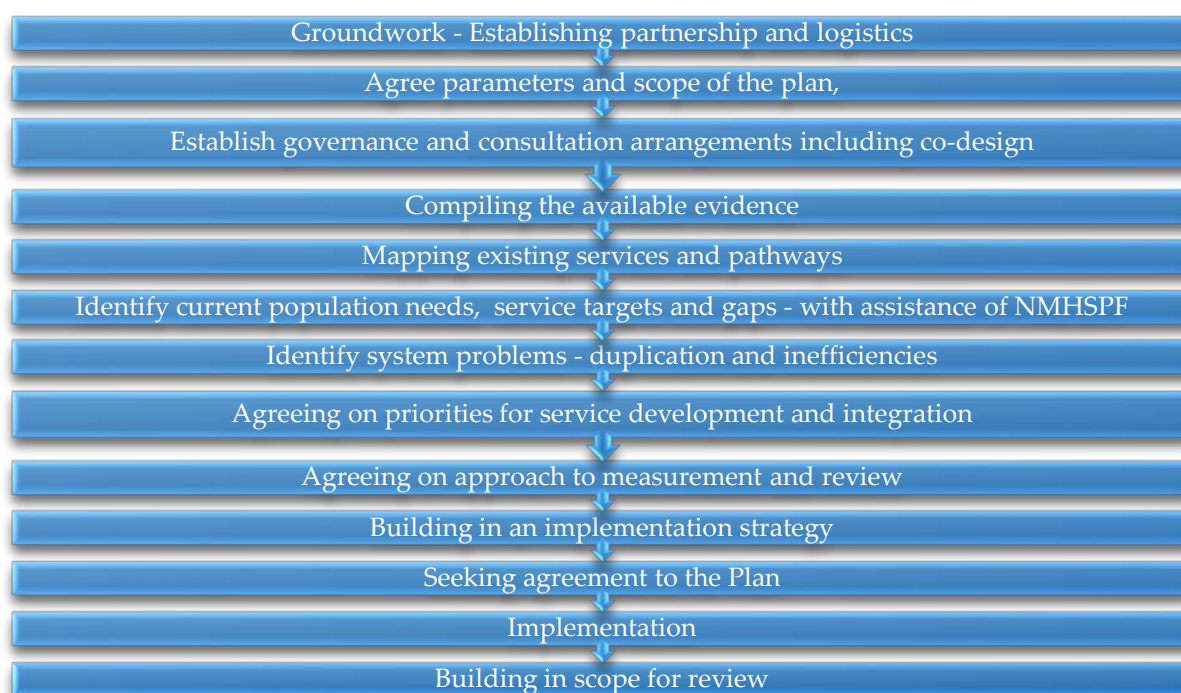 Groundwork - Establishing partnership and logistics
Agree parameters and scope of the plan,
Establish governance and consultation arrangements including co-design
Compiling the available evidence
Mapping existing services and pathways
Identify current population needs, service targets and gaps - with assistance of NMHSPF
Identify system problems - duplication and inefficiencies
Agreeing on priorities for service development and integration
Agreeing on approach to measurement and review
Building in an implementation strategy
Seeking agreement to the Plan
Implementation
Building in scope for review